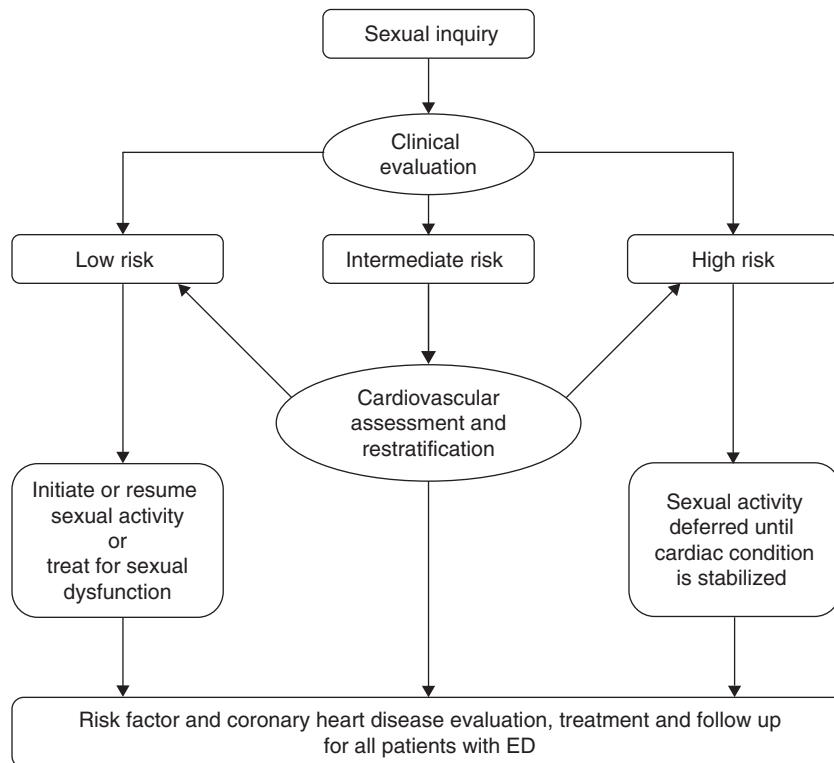 Sexual inquiry
Clinical
evaluation
Low risk
Intermediate risk
High risk
Cardiovascular
assessment and
restratification
Initiate or resume
sexual activity
or
treat for sexual
dysfunction
Sexual activity
deferred until
cardiac condition
is stabilized
Risk factor and coronary heart disease evaluation, treatment and follow up
for all patients with ED